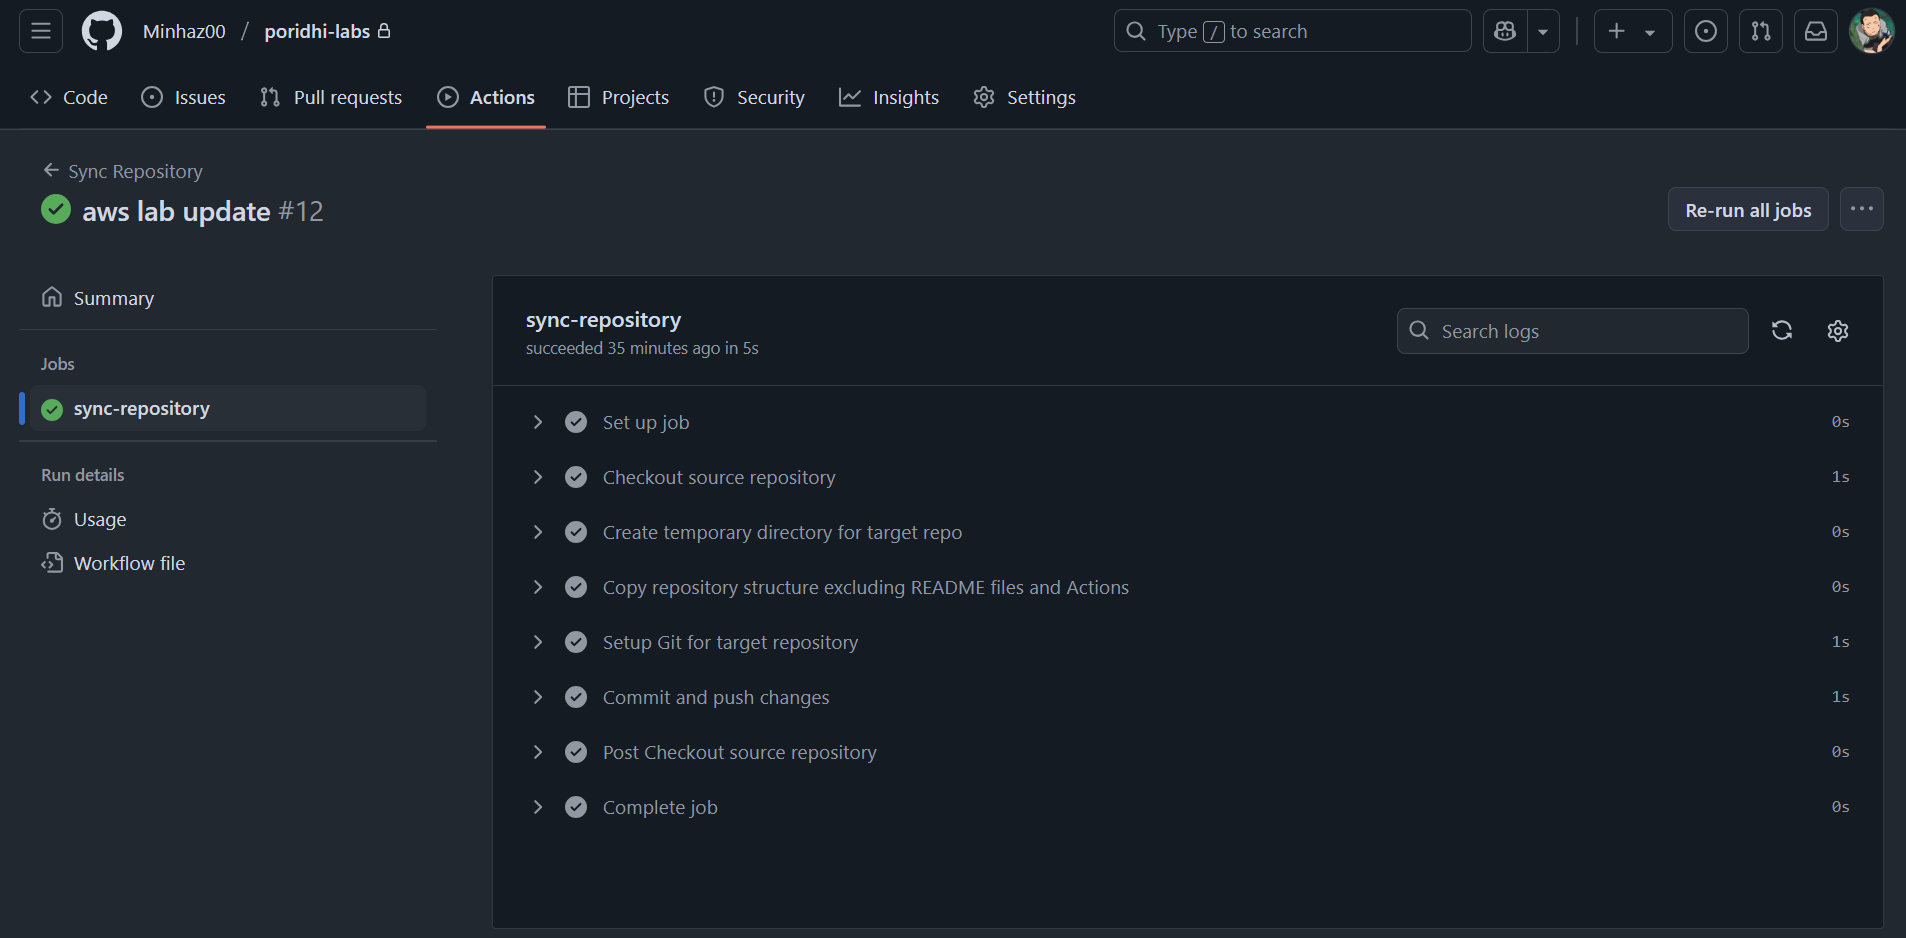 Minhaz00 / poridhi-labs
Type / to search
Code
Issues
Pull requests
Actions
Projects
Security
Insights
Settings
Sync Repository
aws lab update #12
Re-run all jobs
Summary
Jobs
sync-repository
Run details
Usage
Workflow file
sync-repository
succeeded 35 minutes ago in 5s
Search logs
Set up job 0s
Checkout source repository 1s
Create temporary directory for target repo 0s
Copy repository structure excluding README files and Actions 0s
Setup Git for target repository 1s
Commit and push changes 1s
Post Checkout source repository 0s
Complete job 0s